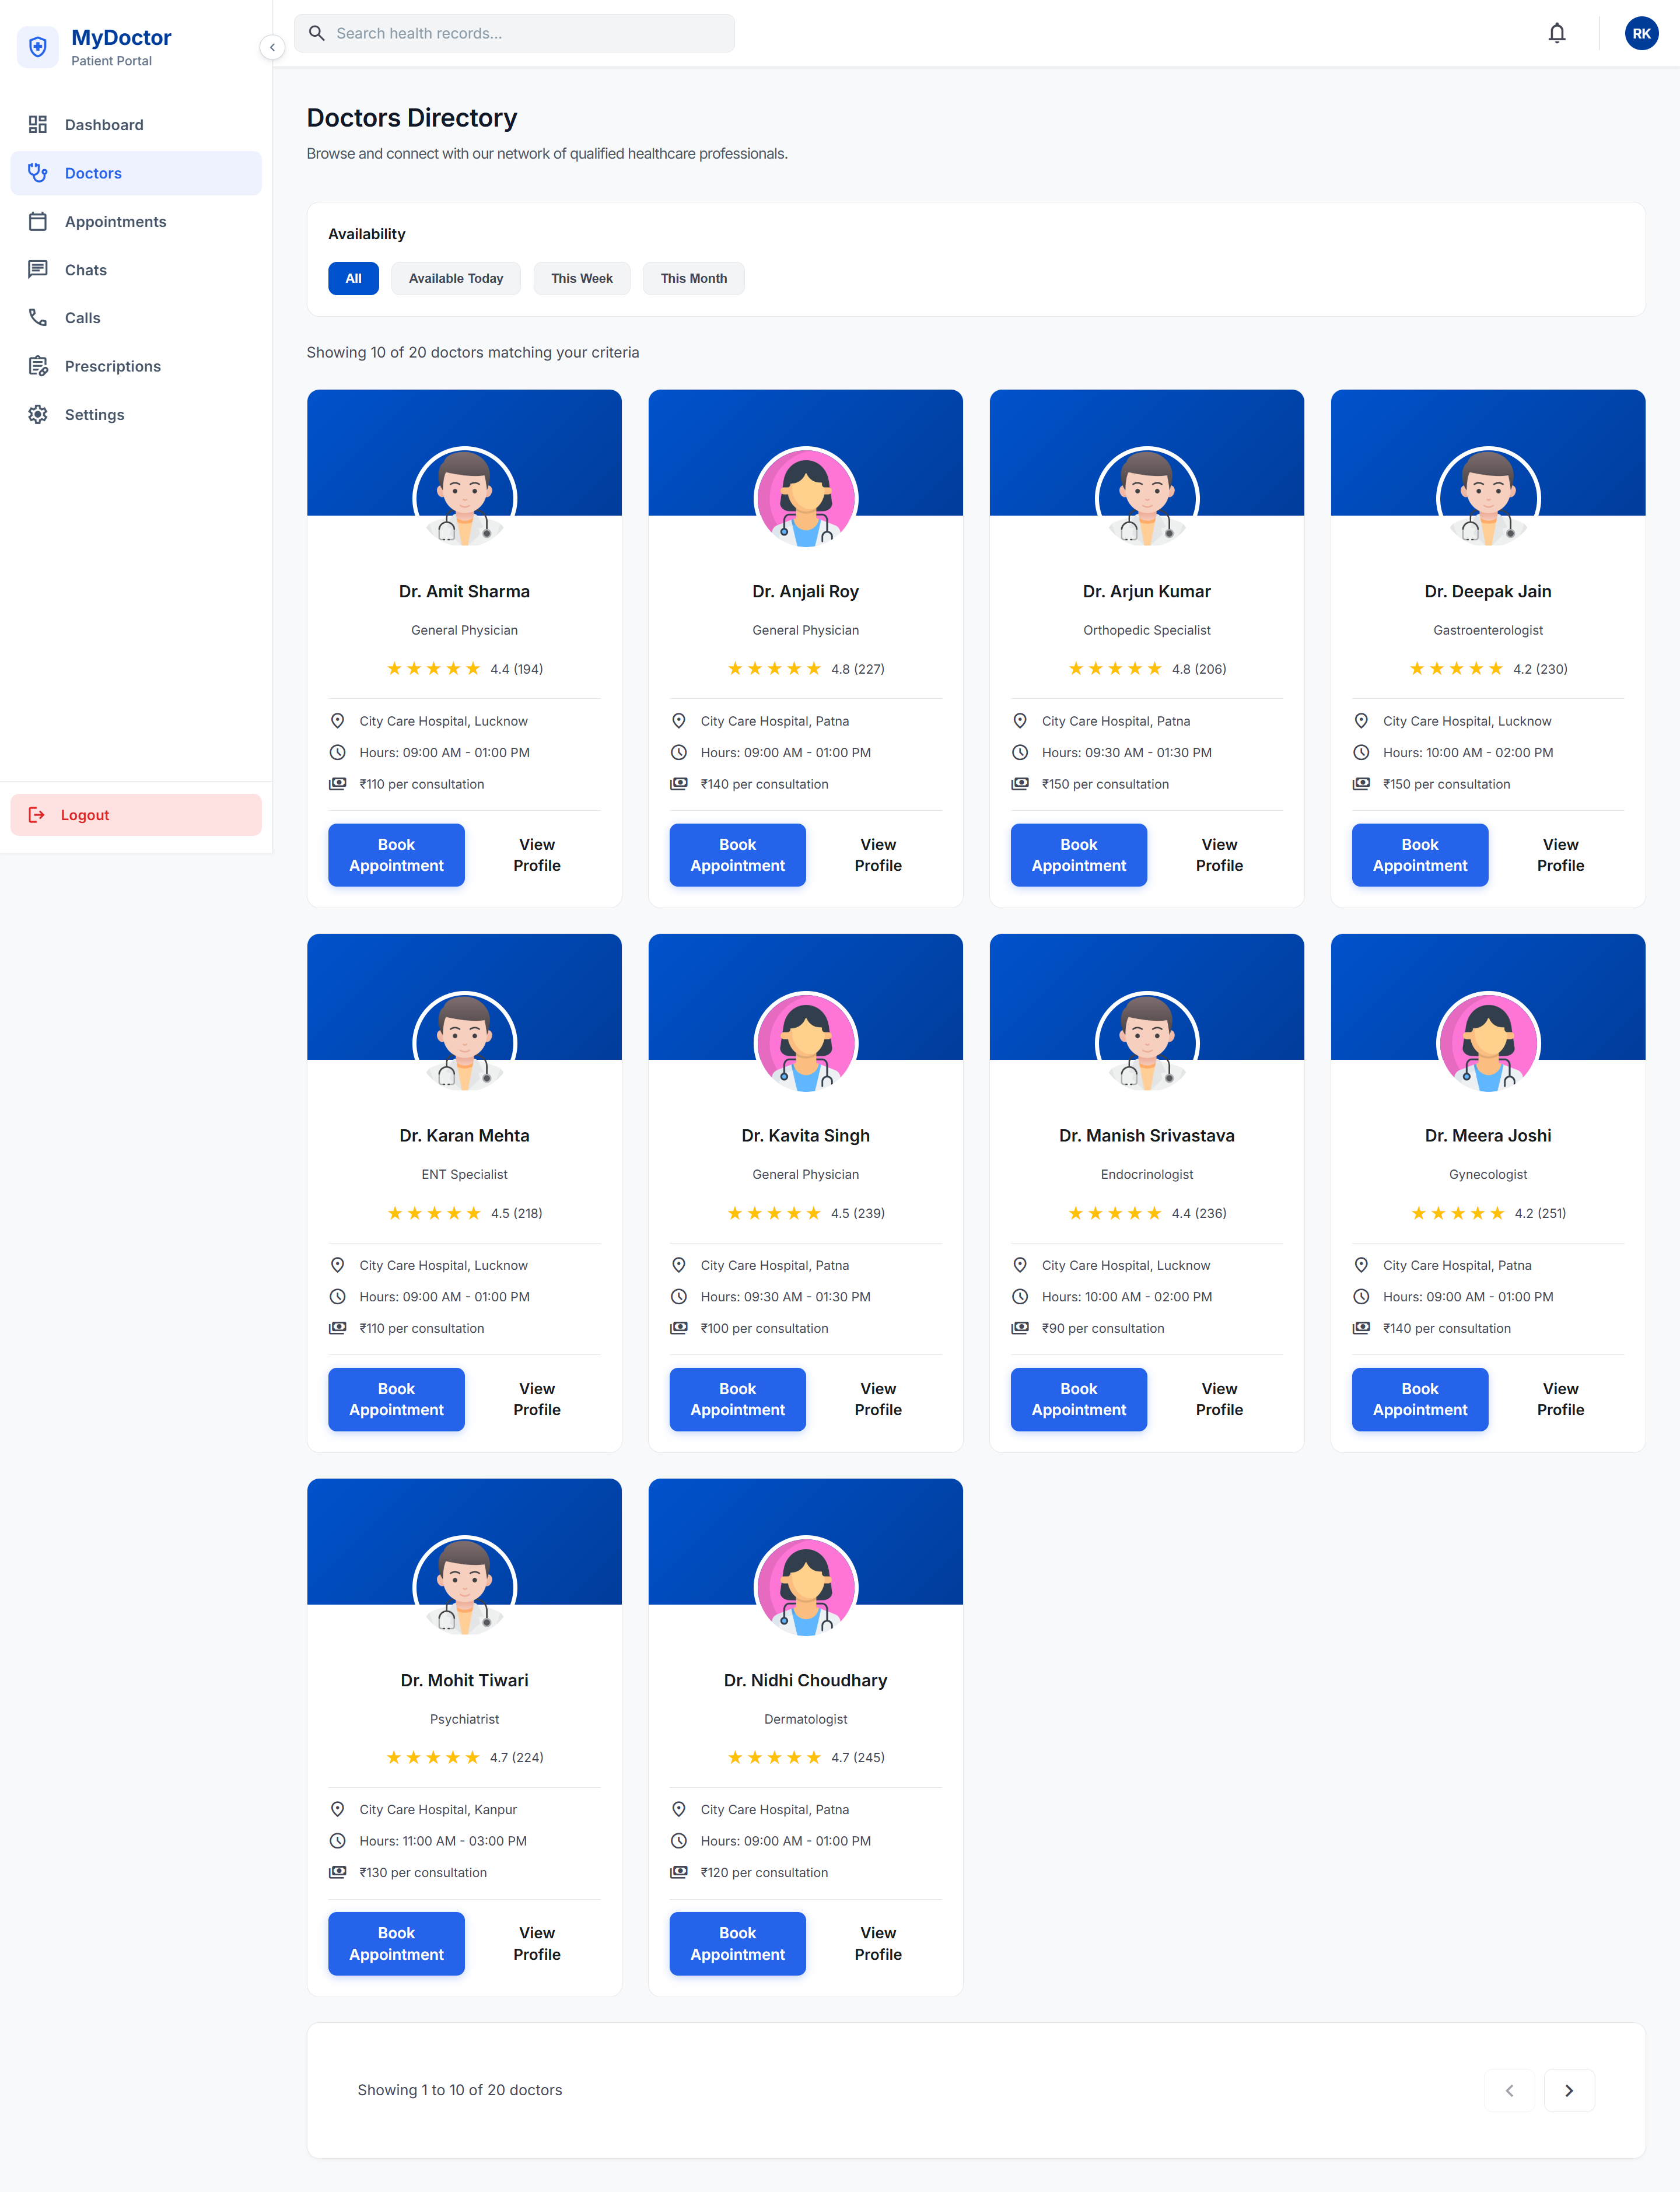 MyDoctor
Patient Portal
Search health records...
RK
Dashboard
Doctors
Appointments
Chats
Calls
Prescriptions
Settings
Logout
Doctors Directory
Browse and connect with our network of qualified healthcare professionals.
Availability
All
Available Today
This Week
This Month
Showing 10 of 20 doctors matching your criteria
Dr. Amit Sharma
General Physician
4.4 (194)
City Care Hospital, Lucknow
Hours: 09:00 AM - 01:00 PM
₹110 per consultation
Book
Appointment
View
Profile
Dr. Anjali Roy
General Physician
4.8 (227)
City Care Hospital, Patna
Hours: 09:00 AM - 01:00 PM
₹140 per consultation
Book
Appointment
View
Profile
Dr. Arjun Kumar
Orthopedic Specialist
4.8 (206)
City Care Hospital, Patna
Hours: 09:30 AM - 01:30 PM
₹150 per consultation
Book
Appointment
View
Profile
Dr. Deepak Jain
Gastroenterologist
4.2 (230)
City Care Hospital, Lucknow
Hours: 10:00 AM - 02:00 PM
₹150 per consultation
Book
Appointment
View
Profile
Dr. Karan Mehta
ENT Specialist
4.5 (218)
City Care Hospital, Lucknow
Hours: 09:00 AM - 01:00 PM
₹110 per consultation
Book
Appointment
View
Profile
Dr. Kavita Singh
General Physician
4.5 (239)
City Care Hospital, Patna
Hours: 09:30 AM - 01:30 PM
₹100 per consultation
Book
Appointment
View
Profile
Dr. Manish Srivastava
Endocrinologist
4.4 (236)
City Care Hospital, Lucknow
Hours: 10:00 AM - 02:00 PM
₹90 per consultation
Book
Appointment
View
Profile
Dr. Meera Joshi
Gynecologist
4.2 (251)
City Care Hospital, Patna
Hours: 09:00 AM - 01:00 PM
₹140 per consultation
Book
Appointment
View
Profile
Dr. Mohit Tiwari
Psychiatrist
4.7 (224)
City Care Hospital, Kanpur
Hours: 11:00 AM - 03:00 PM
₹130 per consultation
Book
Appointment
View
Profile
Dr. Nidhi Choudhary
Dermatologist
4.7 (245)
City Care Hospital, Patna
Hours: 09:00 AM - 01:00 PM
₹120 per consultation
Book
Appointment
View
Profile
Showing 1 to 10 of 20 doctors